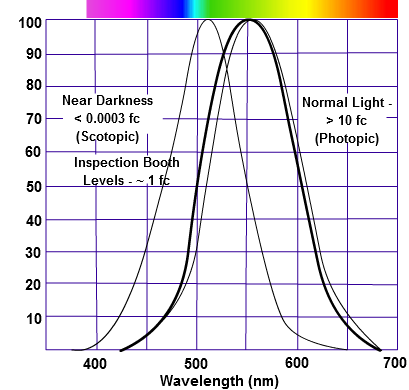 100
90
80
70
60
50
40
30
20
10
Near Darkness
< 0.0003 fc
(Scotopic)
Normal Light -
> 10 fc
(Photopic)
Inspection Booth
Levels - ~ 1 fc
400 500 600 700
Wavelength (nm)